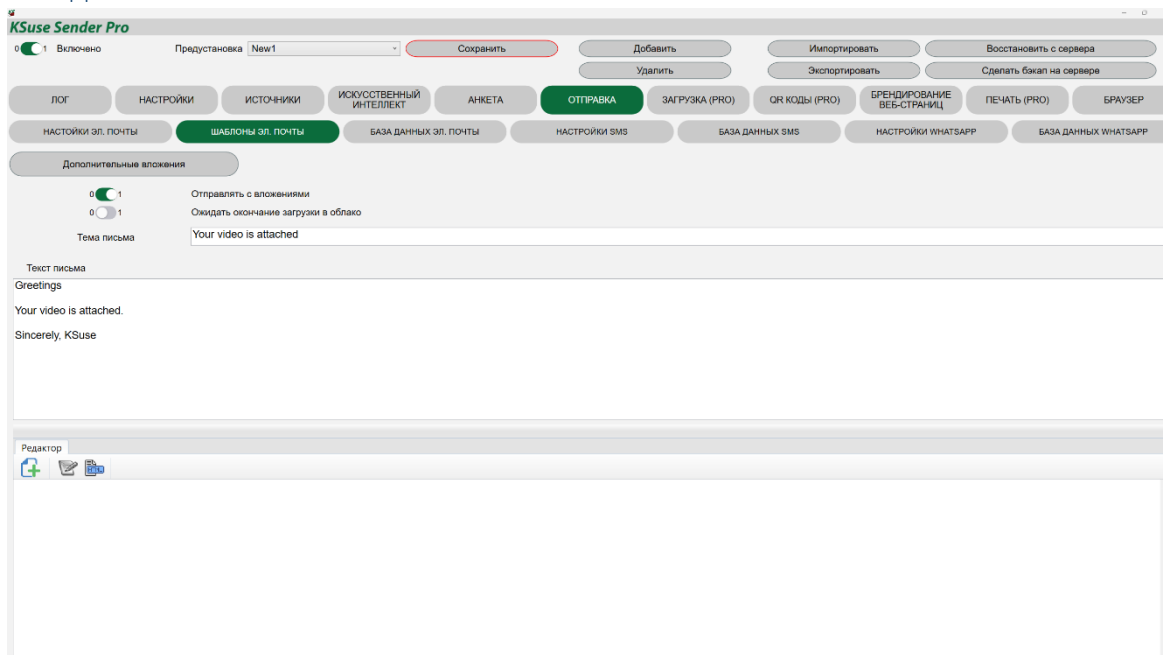 KSuse Sender Pro
0 1 Включено Предустановка New1 Сохранить Добавить Импортировать Восстановить с сервера
Удалить Экспортировать Сделать бэкап на сервере
ЛОГ НАСТРОЙКИ ИСТОЧНИКИ ИСКУССТВЕННЫЙ ИНТЕЛЛЕКТ АНКЕТА ОТПРАВКА ЗАГРУЗКА (PRO) QR КОДЫ (PRO) БРЕНДИРОВАНИЕ ВЕБ-СТРАНИЦ ПЕЧАТЬ (PRO) БРАУЗЕР
НАСТОЙКИ ЭЛ. ПОЧТЫ ШАБЛОНЫ ЭЛ. ПОЧТЫ БАЗА ДАННЫХ ЭЛ. ПОЧТЫ НАСТРОЙКИ SMS БАЗА ДАННЫХ SMS НАСТРОЙКИ WHATSAPP БАЗА ДАННЫХ WHATSAPP
Дополнительные вложения
0 1 Отправлять с вложениями
0 1 Ожидать окончание загрузки в облако
Тема письма Your video is attached
Текст письма
Greetings
Your video is attached.
Sincerely, KSuse
Редактор